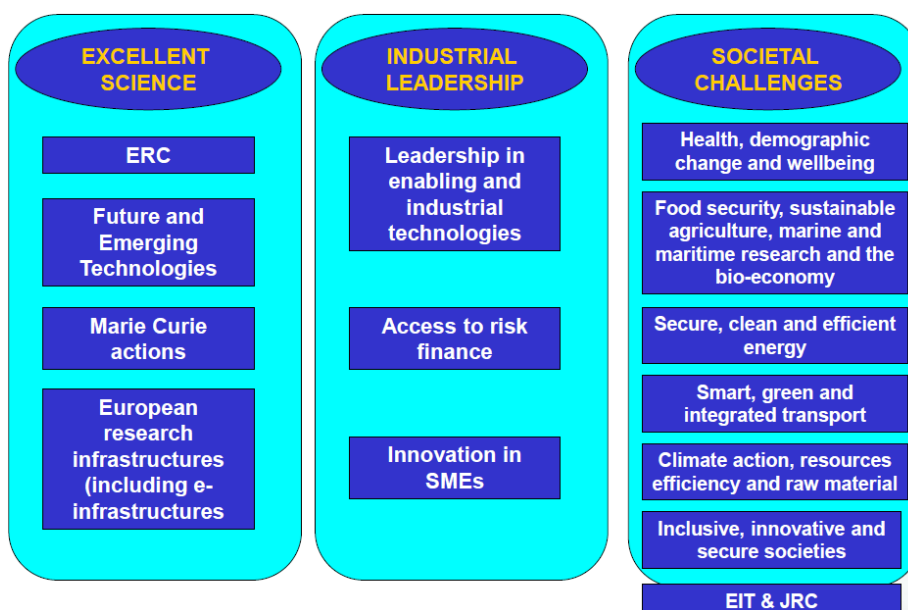 EXCELLENT
SCIENCE
ERC
Future and
Emerging
Technologies
Marie Curie
actions
European
research
infrastructures
(including e-
infrastructures
INDUSTRIAL
LEADERSHIP
Leadership in
enabling and
industrial
technologies
Access to risk
finance
Innovation in
SMEs
SOCIETAL
CHALLENGES
Health, demographic
change and wellbeing
Food security, sustainable
agriculture, marine and
maritime research and the
bio-economy
Secure, clean and efficient
energy
Smart, green and
integrated transport
Climate action, resources
efficiency and raw material
Inclusive, innovative and
secure societies
EIT & JRC